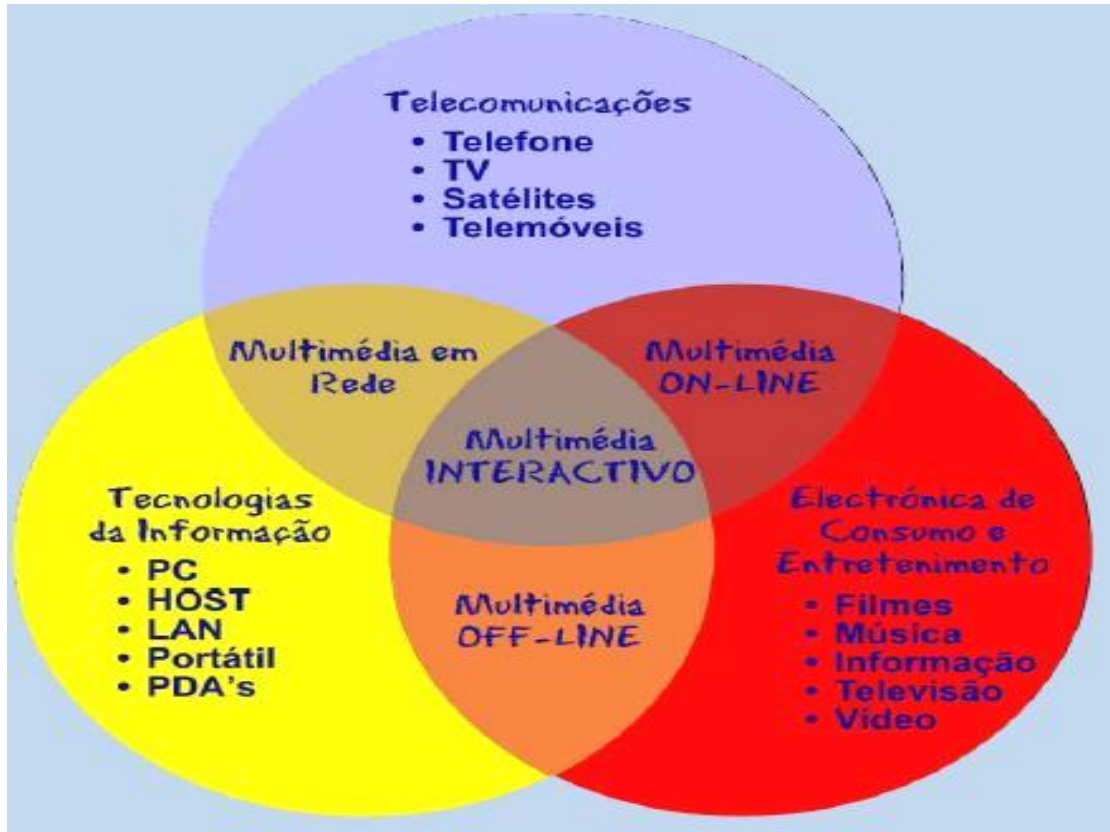 Telecomunicações
• Telefone
• TV
• Satélites
• Telemóveis
Multimédia em
Rede
Multimédia
ON-LINE
Multimédia
INTERACTIVO
Tecnologias
da Informação
• PC
• HOST
• LAN
• Portátil
• PDA's
Electrónica de
Consumo e
Entretenimento
• Filmes
• Música
• Informação
• Televisão
• Vídeo
Multimédia
OFF-LINE